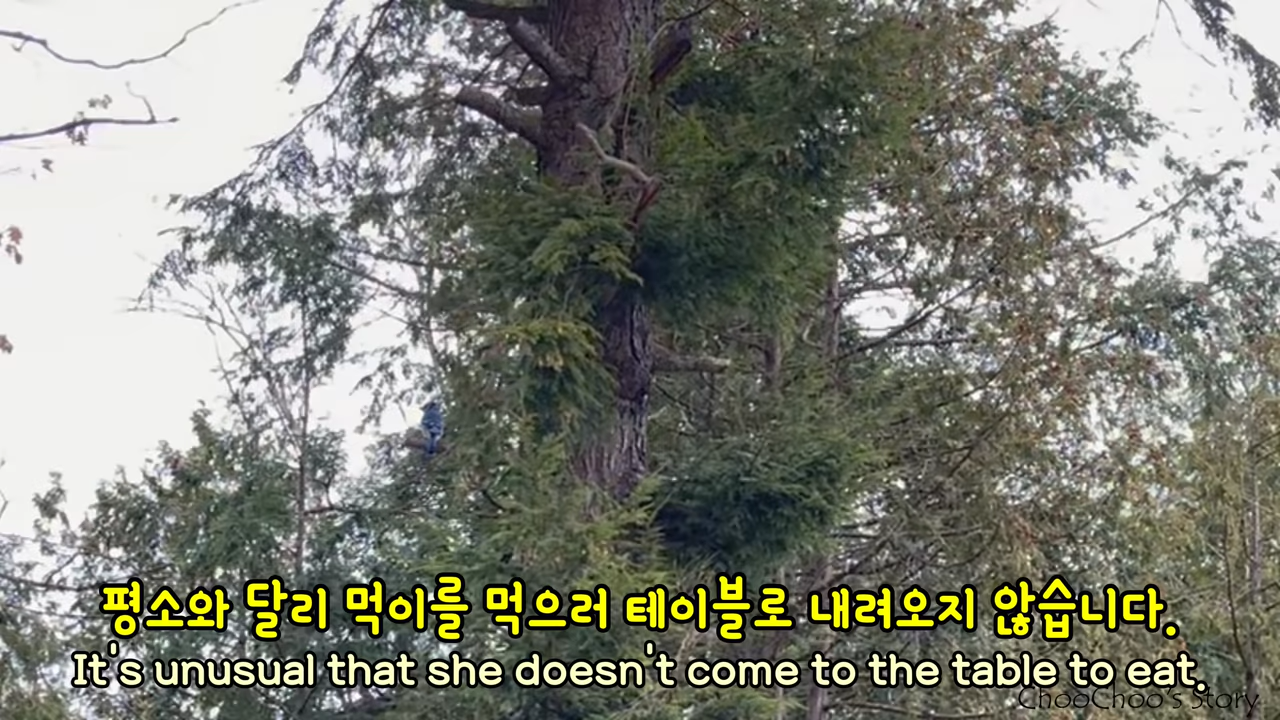 평소와 달리 먹이를 먹으러 테이블로 내려오지 않습니다.
It's unusual that she doesn't come to the table to eat.
ChooChoo's Story